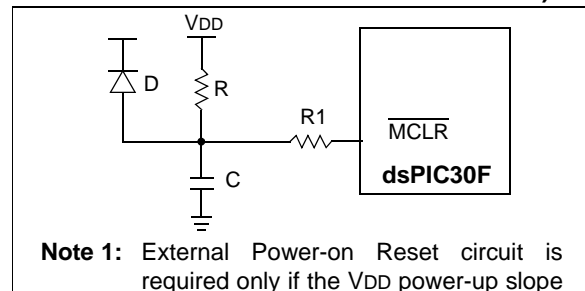 VDD
D
R
R1
MCLR
C
dsPIC30F
Note 1: External Power-on Reset circuit is
required only if the VDD power-up slope